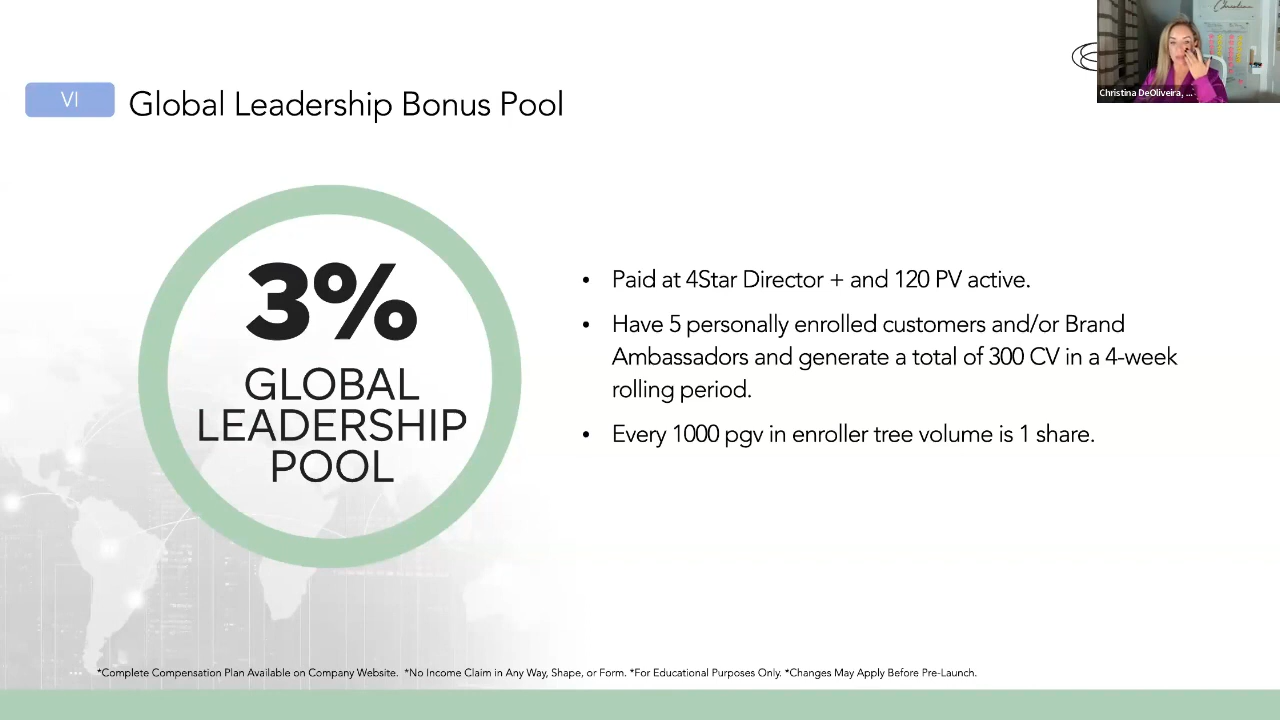 VI
Global Leadership Bonus Pool
Christina DeOliveira, ...
3%
GLOBAL
LEADERSHIP
POOL
• Paid at 4Star Director + and 120 PV active.
• Have 5 personally enrolled customers and/or Brand
Ambassadors and generate a total of 300 CV in a 4-week
rolling period.
• Every 1000 pgv in enroller tree volume is 1 share.
*Complete Compensation Plan Available on Company Website. *No Income Claim in Any Way, Shape, or Form. *For Educational Purposes Only. *Changes May Apply Before Pre-Launch.